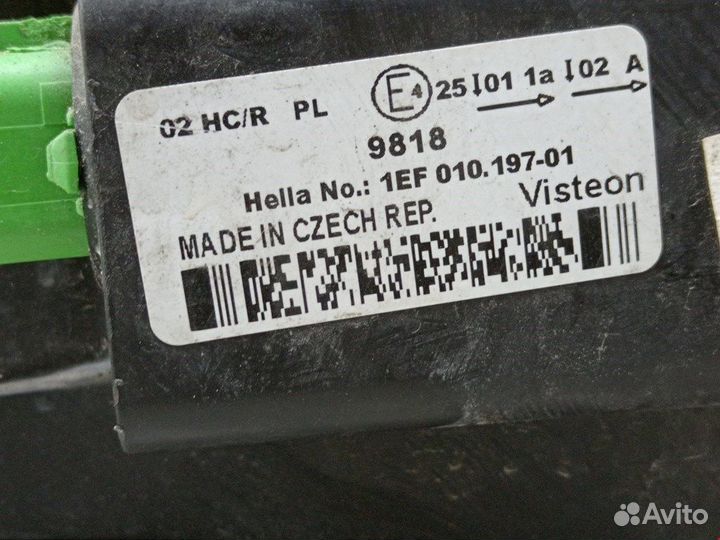 02 HC/R PL E4 25 ↓ 01 1a ↓ 02 A
9818
Hella No.: 1EF 010.197-01
MADE IN CZECH REP. Visteon
Avito